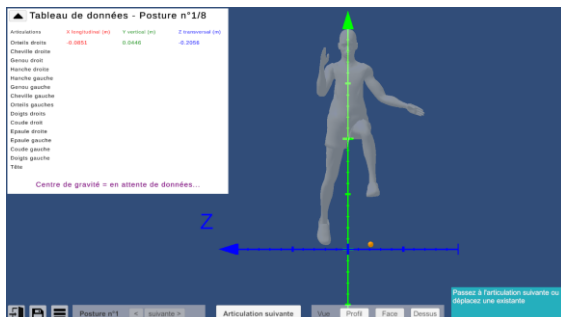 Tableau de données - Posture n°1/8
Articulations X longitudinal (m) Y vertical (m) Z transversal (m)
Orteils droits -0.0851 0.0448 -0.2056
Cheville droite
Genou droit
Hanche droite
Hanche gauche
Genou gauche
Cheville gauche
Orteils gauches
Doigts droits
Coude droit
Epaule droite
Epaule gauche
Coude gauche
Doigts gauche
Tête
Centre de gravité = en attente de données...
Z
Passez à l'articulation suivante ou
déplacez une existante
Posture n°1 < suivante > Articulation suivante Vue Profil Face Dessus